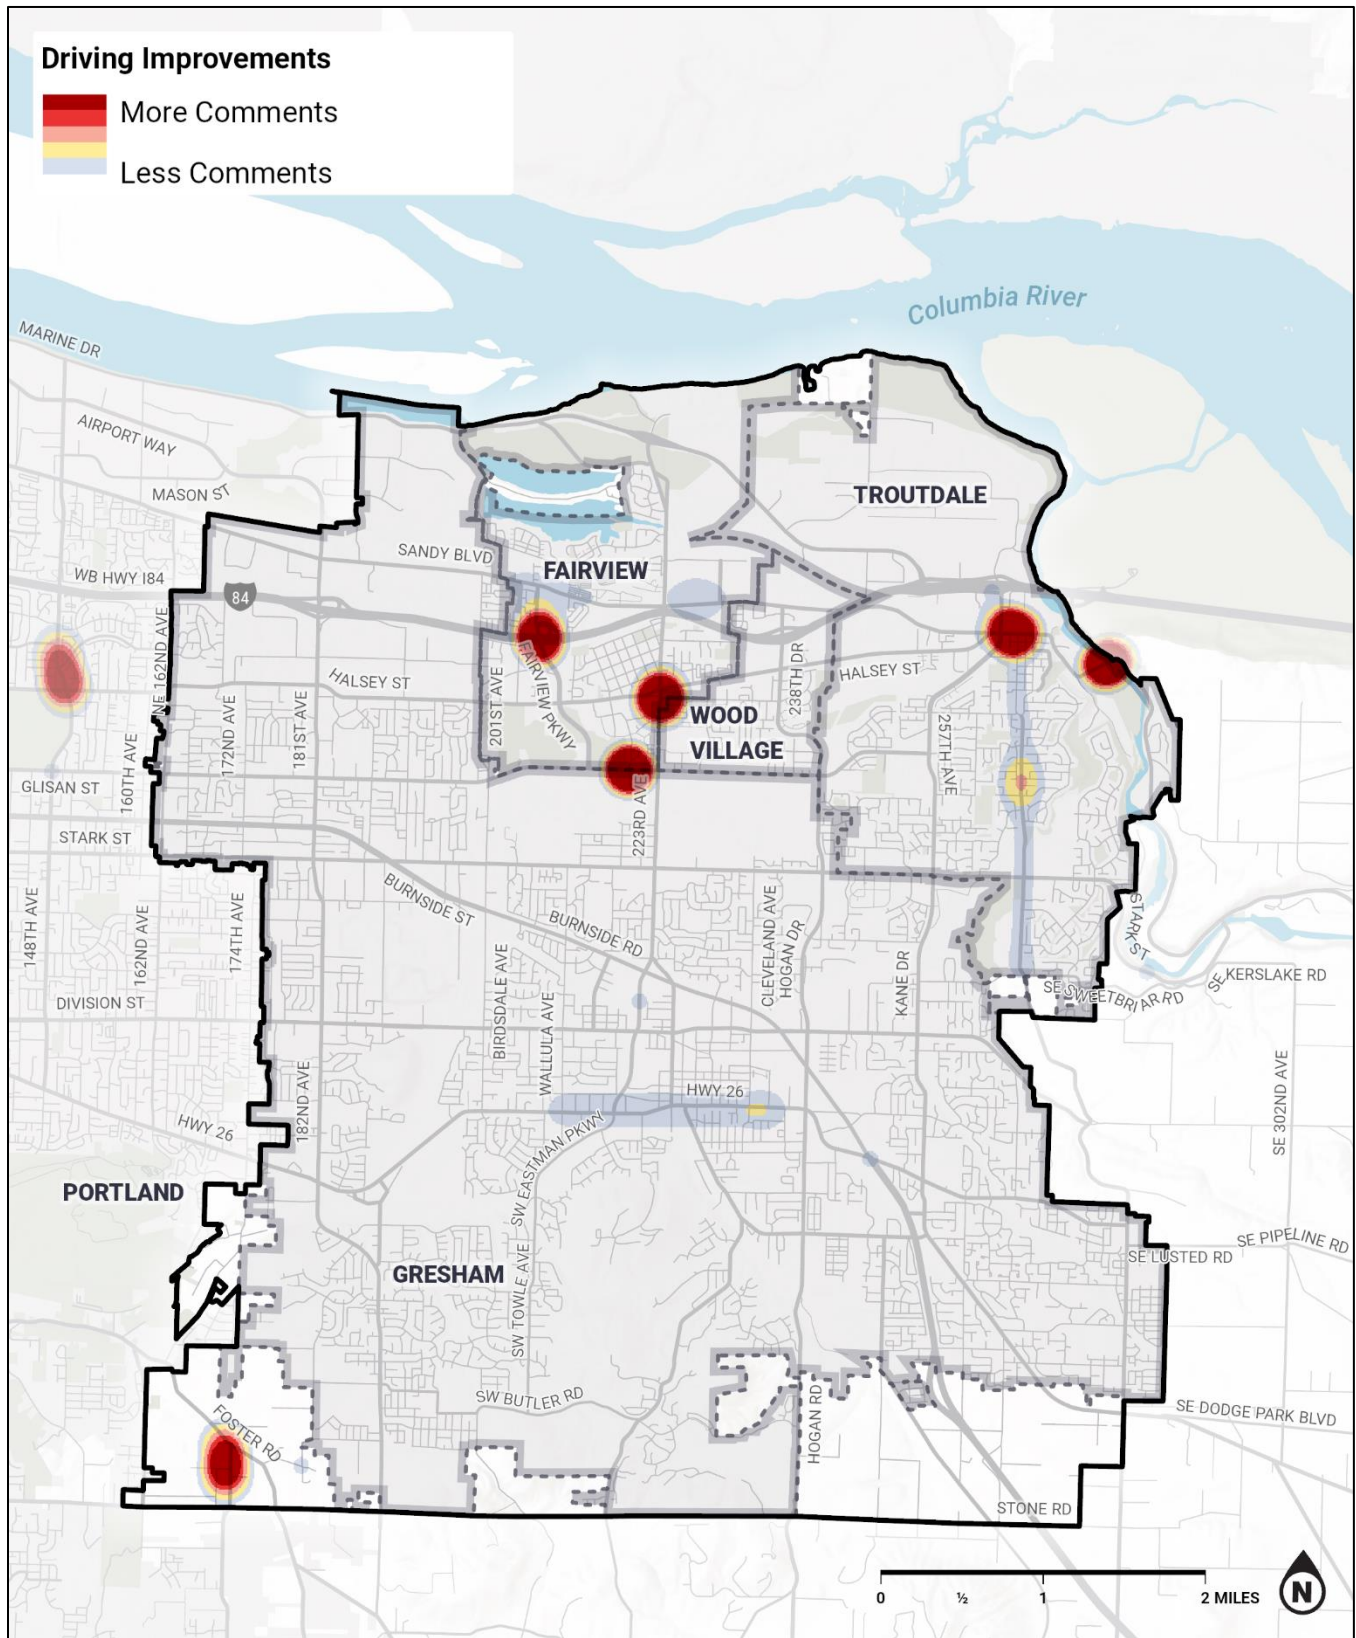 Driving Improvements
More Comments
Less Comments
Columbia River
MARINE DR
AIRPORT WAY
MASON ST
TROUTDALE
SANDY BLVD
FAIRVIEW
WB HWY I84
84
NE 162ND AVE
HALSEY ST
FAIRVIEW PKWY
201ST AVE
HALSEY ST
238TH DR
172ND AVE
181ST AVE
WOOD
VILLAGE
257TH AVE
160TH AVE
GLISAN ST
223RD AVE
STARK ST
BURNSIDE ST
BURNSIDE RD
148TH AVE
162ND AVE
174TH AVE
CLEVELAND AVE
HOGAN DR
KANE DR
STARK ST
SE KERSLAKE RD
SE SWEETBRIAR RD
DIVISION ST
BIRDSDALE AVE
WALLULA AVE
HWY 26
182ND AVE
HWY 26
SE 302ND AVE
SW EASTMAN PKWY
PORTLAND
SE PIPELINE RD
SE LUSTED RD
GRESHAM
SW TOWLE AVE
SW BUTLER RD
HOGAN RD
SE DODGE PARK BLVD
FOSTER RD
STONE RD
0 ½ 1 2 MILES
N